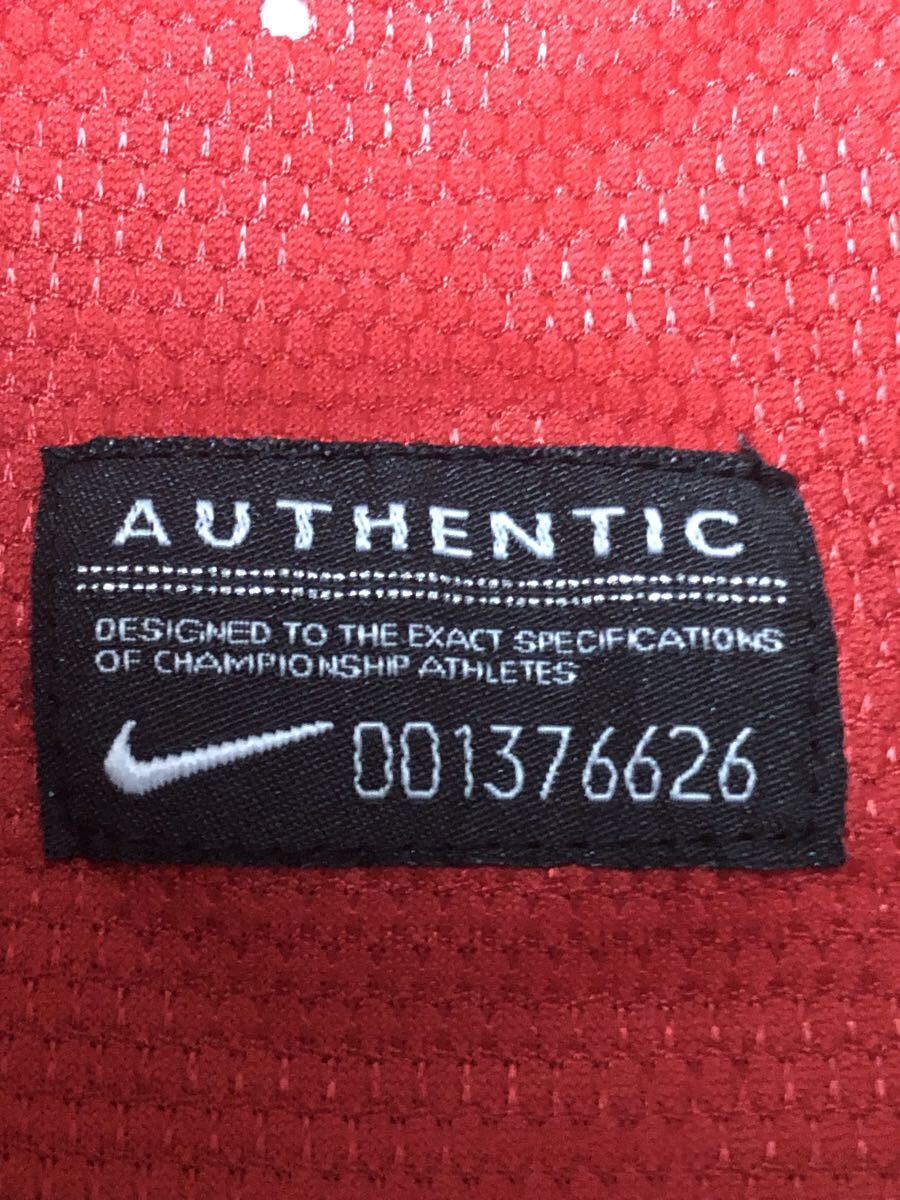 AUTHENTIC
DESIGNED TO THE EXACT SPECIFICATIONS
OF CHAMPIONSHIP ATHLETES
001376626